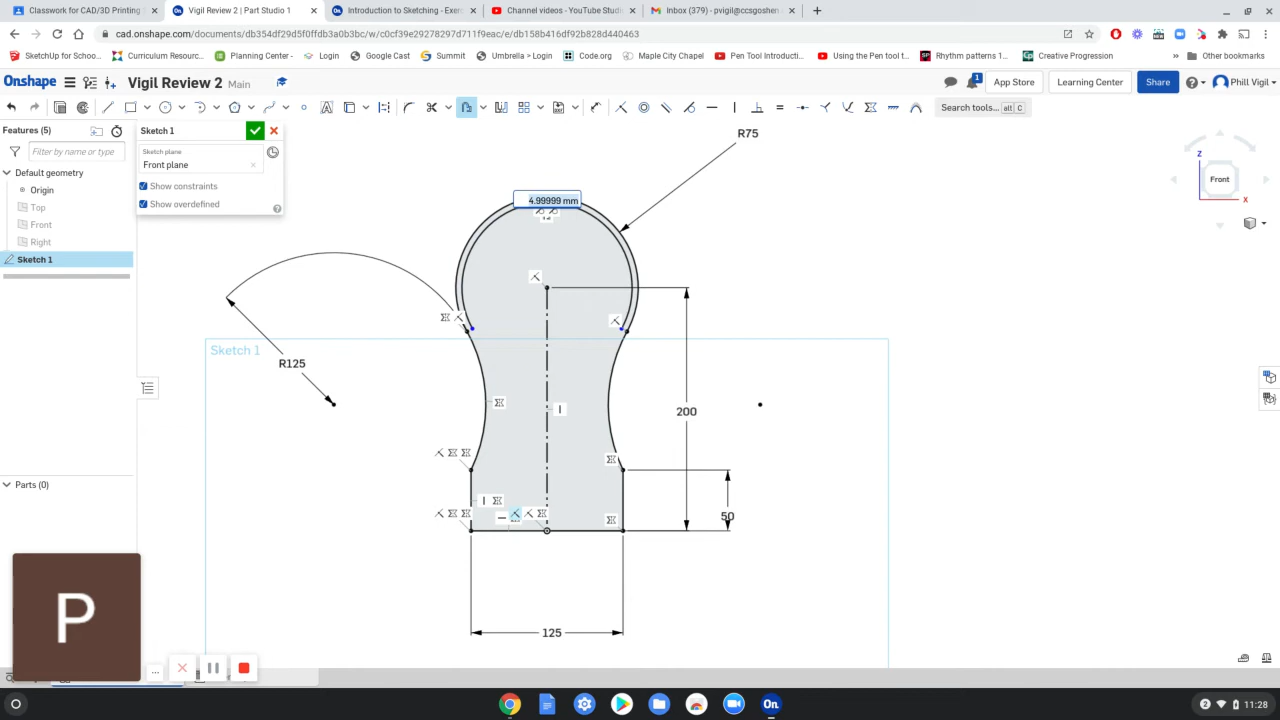 Classwork for CAD/3D Printing
Vigil Review 2 | Part Studio 1
Introduction to Sketching - Exer
Channel videos - YouTube Studi
Inbox (379) - pvigil@ccsgoshen
cad.onshape.com/documents/db354df29d5f0ffdb3a0b3bc/w/c0cf39e29278297d711f9eac/e/db158b416df92b828d440463
SketchUp for Schoo...
Curriculum Resourc...
Planning Center -
Login
Google Cast
Summit
Umbrella > Login
Code.org
Maple City Chapel
Pen Tool Introducti...
Using the Pen tool t...
Rhythm patterns 1...
Creative Progression
»
Other bookmarks
Onshape
Vigil Review 2
Main
1
App Store
Learning Center
Share
Phill Vigil
Search tools...
alt C
Features (5)
Filter by name or type
Default geometry
Origin
Top
Front
Right
Sketch 1
Parts (0)
Sketch 1
Sketch plane
Front plane
Show constraints
Show overdefined
4.99999 mm
R75
R125
Sketch 1
200
50
125
Z
Front
X
P
On
2
11:28